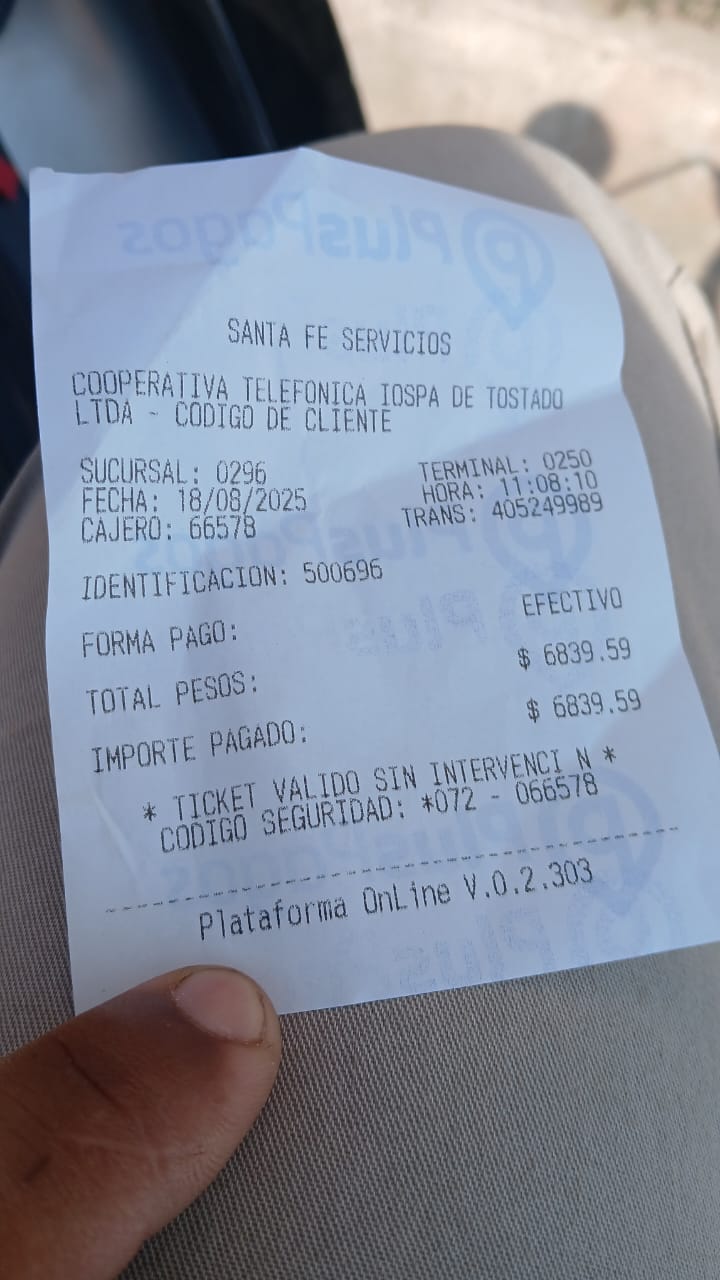 PlusPagos
SANTA FE SERVICIOS
COOPERATIVA TELEFONICA IOSPA DE TOSTADO
LTDA - CODIGO DE CLIENTE
SUCURSAL: 0296 TERMINAL: 0250
FECHA: 18/08/2025 HORA: 11:08:10
CAJERO: 66578 TRANS: 405249989
IDENTIFICACION: 500696
FORMA PAGO: EFECTIVO
TOTAL PESOS: $ 6839.59
IMPORTE PAGADO: $ 6839.59
* TICKET VALIDO SIN INTERVENCI N *
CODIGO SEGURIDAD: *072 - 066578
Plataforma OnLine V.0.2.303